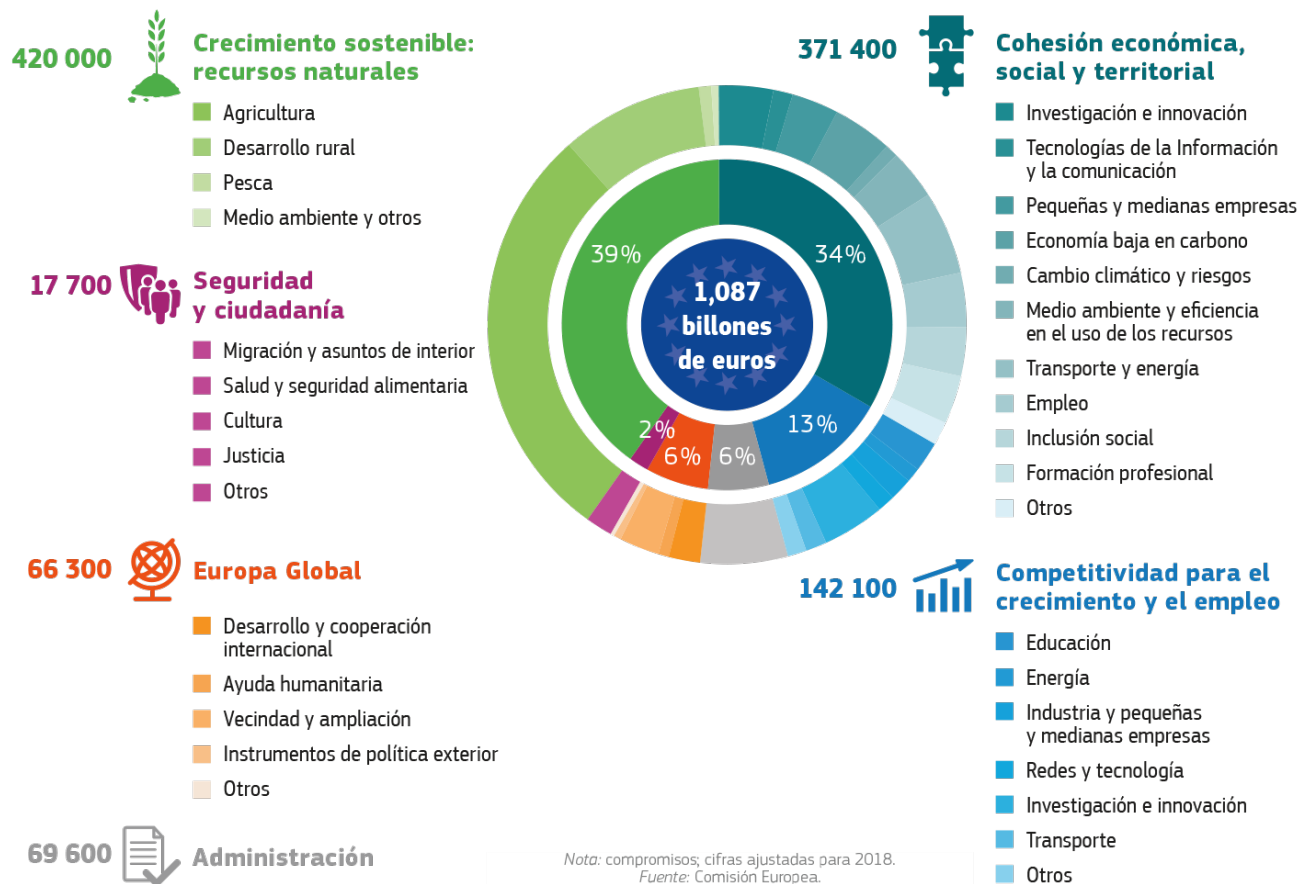 420 000
Crecimiento sostenible:
recursos naturales
Agricultura
Desarrollo rural
Pesca
Medio ambiente y otros
17 700
Seguridad
y ciudadanía
Migración y asuntos de interior
Salud y seguridad alimentaria
Cultura
Justicia
Otros
66 300
Europa Global
Desarrollo y cooperación
internacional
Ayuda humanitaria
Vecindad y ampliación
Instrumentos de política exterior
Otros
69 600
Administración
39%
34%
1,087
billones
de euros
2%
6%
6%
13%
371 400
Cohesión económica,
social y territorial
Investigación e innovación
Tecnologías de la Información
y la comunicación
Pequeñas y medianas empresas
Economía baja en carbono
Cambio climático y riesgos
Medio ambiente y eficiencia
en el uso de los recursos
Transporte y energía
Empleo
Inclusión social
Formación profesional
Otros
142 100
Competitividad para el
crecimiento y el empleo
Educación
Energía
Industria y pequeñas
y medianas empresas
Redes y tecnología
Investigación e innovación
Transporte
Otros
Nota: compromisos; cifras ajustadas para 2018.
Fuente: Comisión Europea.